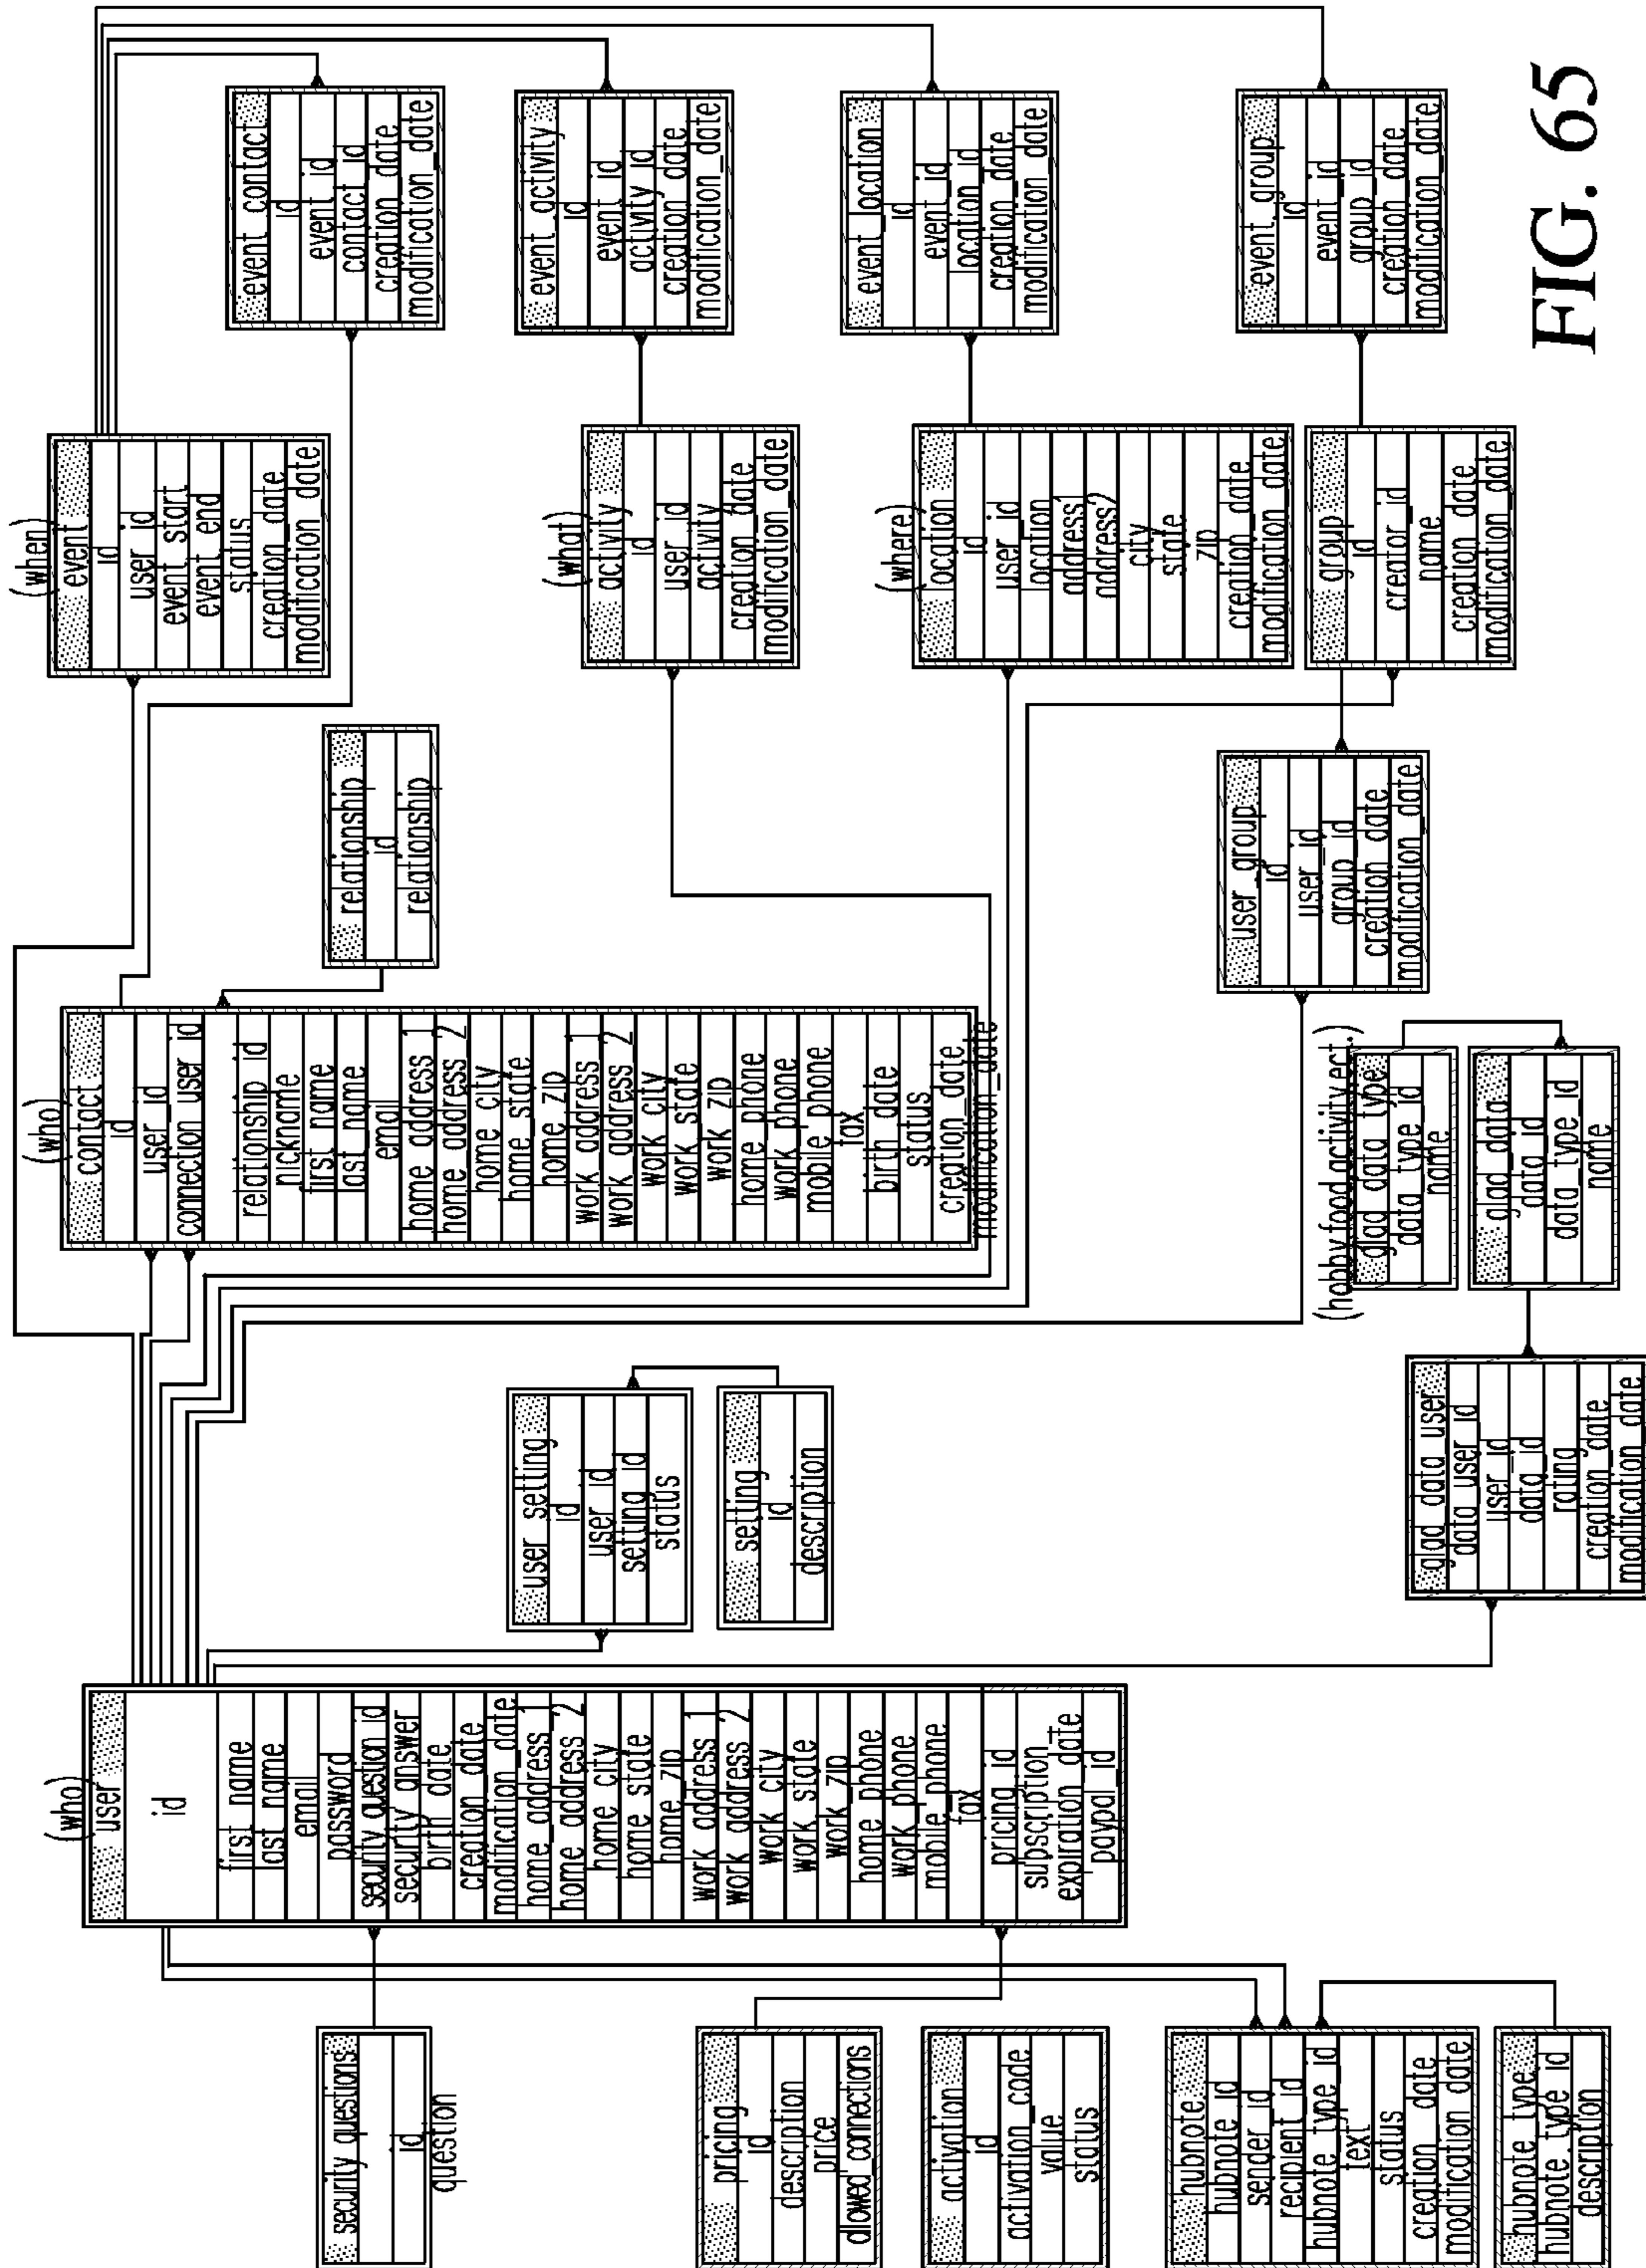 security_questions
id
question
pricing
id
description
price
allowed_connections
activation
id
activation_code
value
status
hubnote
hubnote_id
sender_id
recipient_id
hubnote_type_id
text
status
creation_date
modification_date
hubnote_type
hubnote_type_id
description
(who)
user
id
first_name
last_name
email
password
security_question_id
security_answer
birth_date
creation_date
modification_date
home_address_1
home_address_2
home_city
home_state
home_zip
work_address_1
work_address_2
work_city
work_state
work_zip
home_phone
work_phone
mobile_phone
fax
pricing_id
subscription_
expiration_date
paypal_id
user_setting
id
user_id
setting_id
status
setting
id
description
glad_data_user
data_user_id
user_id
data_id
rating
creation_date
modification_date
(who)
contact
id
user_id
connection_user_id
relationship_id
nickname
first_name
last_name
email
home_address_1
home_address_2
home_city
home_state
home_zip
work_address_1
work_address_2
work_city
work_state
work_zip
home_phone
work_phone
mobile_phone
fax
birth_date
status
creation_date
modification_date
(hobby,food,activity,ect.)
glad_data_type
data_type_id
name
glad_data
data_id
data_type_id
name
relationship
id
relationship
user_group
id
user_id
group_id
creation_date
modification_date
(when)
event
id
user_id
event_start
event_end
status
creation_date
modification_date
(what)
activity
id
user_id
activity
creation_date
modification_date
(where)
location
id
user_id
location
address1
address2
city
state
zip
creation_date
modification_date
group
id
creator_id
name
creation_date
modification_date
event_contact
id
event_id
contact_id
creation_date
modification_date
event_activity
id
event_id
activity_id
creation_date
modification_date
event_location
id
event_id
location_id
creation_date
modification_date
event_group
id
event_id
group_id
creation_date
modification_date
FIG. 65